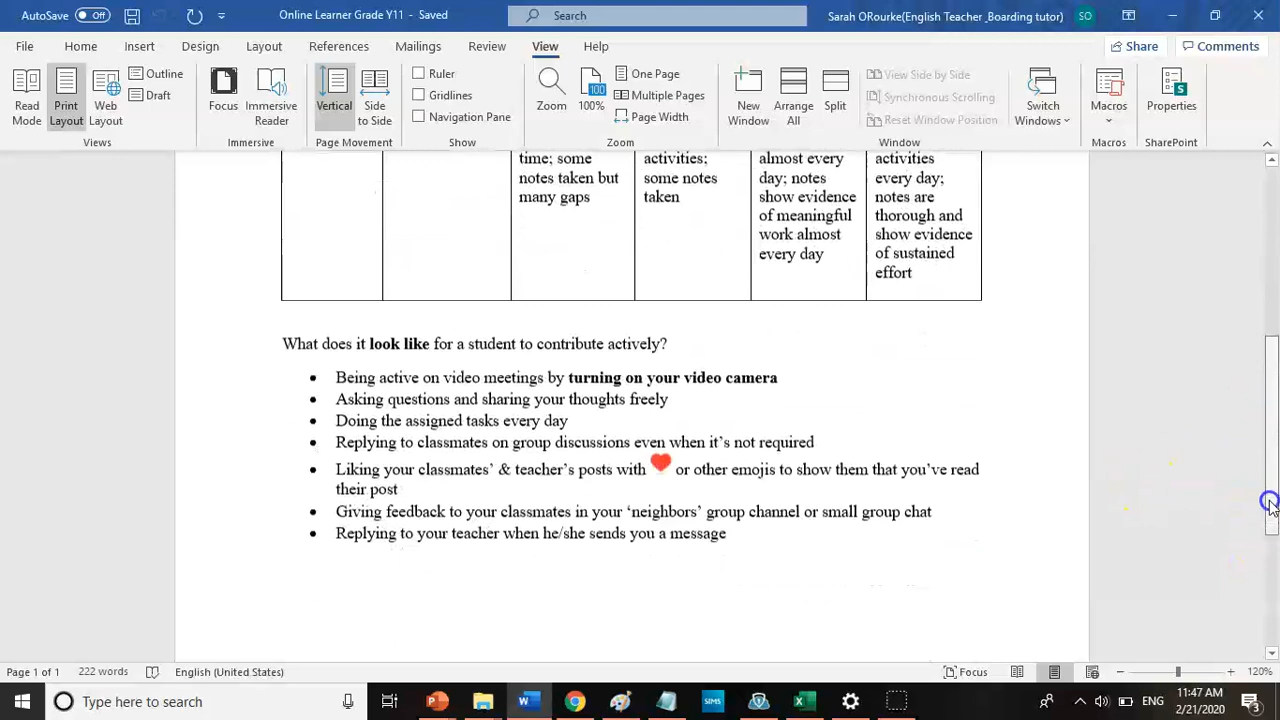 AutoSave Off Online Learner Grade Y11 - Saved Search Sarah ORourke(English Teacher_Boarding tutor) SO
File Home Insert Design Layout References Mailings Review View Help Share Comments
Read Mode
Print Layout
Web Layout
Outline
Draft
Views
Focus
Immersive Reader
Immersive
Vertical
Side to Side
Page Movement
Ruler
Gridlines
Navigation Pane
Show
Zoom
100
100%
One Page
Multiple Pages
Page Width
Zoom
New Window
Arrange All
Split
View Side by Side
Synchronous Scrolling
Reset Window Position
Window
Switch Windows
Macros
Macros
Properties
SharePoint
time; some
notes taken but
many gaps
activities;
some notes
taken
almost every
day; notes
show evidence
of meaningful
work almost
every day
activities
every day;
notes are
thorough and
show evidence
of sustained
effort
What does it look like for a student to contribute actively?
• Being active on video meetings by turning on your video camera
• Asking questions and sharing your thoughts freely
• Doing the assigned tasks every day
• Replying to classmates on group discussions even when it's not required
• Liking your classmates' & teacher's posts with ❤ or other emojis to show them that you've read
their post
• Giving feedback to your classmates in your 'neighbors' group channel or small group chat
• Replying to your teacher when he/she sends you a message
Page 1 of 1 222 words English (United States) Focus 120%
Type here to search SIMS ENG 11:47 AM
2/21/2020 3